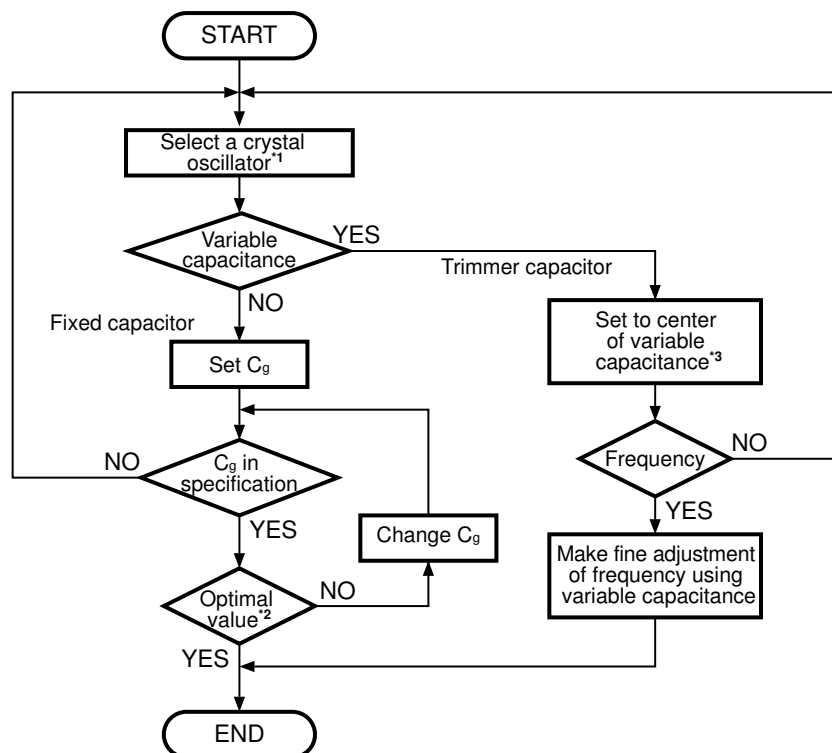 START
Select a crystal
oscillator*1
Variable
capacitance
YES
Trimmer capacitor
NO
Fixed capacitor
Set Cg
Set to center
of variable
capacitance*3
Cg in
specification
NO
YES
Change Cg
Frequency
NO
YES
Optimal
value*2
NO
YES
Make fine adjustment
of frequency using
variable capacitance
END